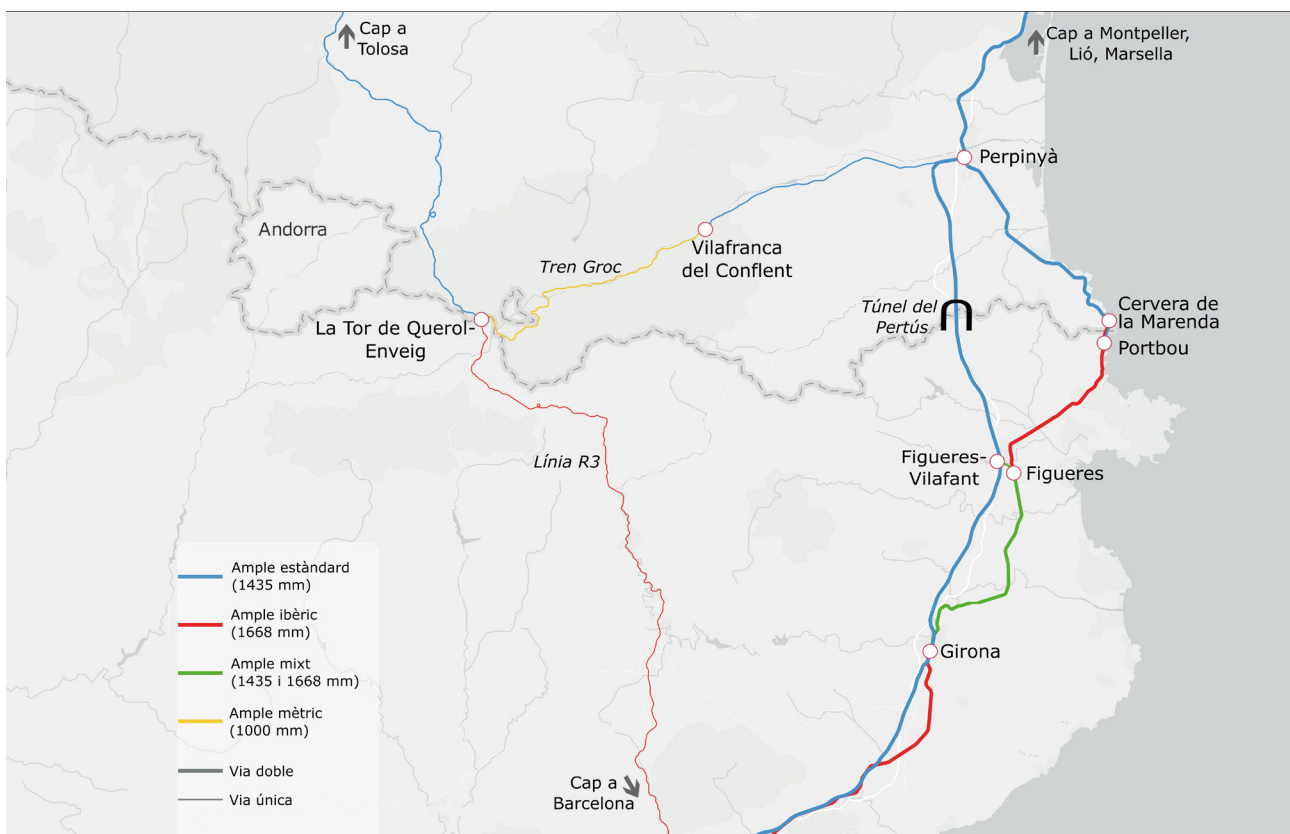 Cap a
Tolosa
Cap a Montpeller,
Lió, Marsella
Perpinyà
Andorra
Vilafranca
del Conflent
Tren Groc
Túnel del
Pertús
Cervera de
la Marenda
La Tor de Querol-
Enveig
Portbou
Línia R3
Figueres-
Vilafant
Figueres
Ample estàndard
(1435 mm)
Ample ibèric
(1668 mm)
Girona
Ample mixt
(1435 i 1668 mm)
Ample mètric
(1000 mm)
Via doble
Via única
Cap a
Barcelona